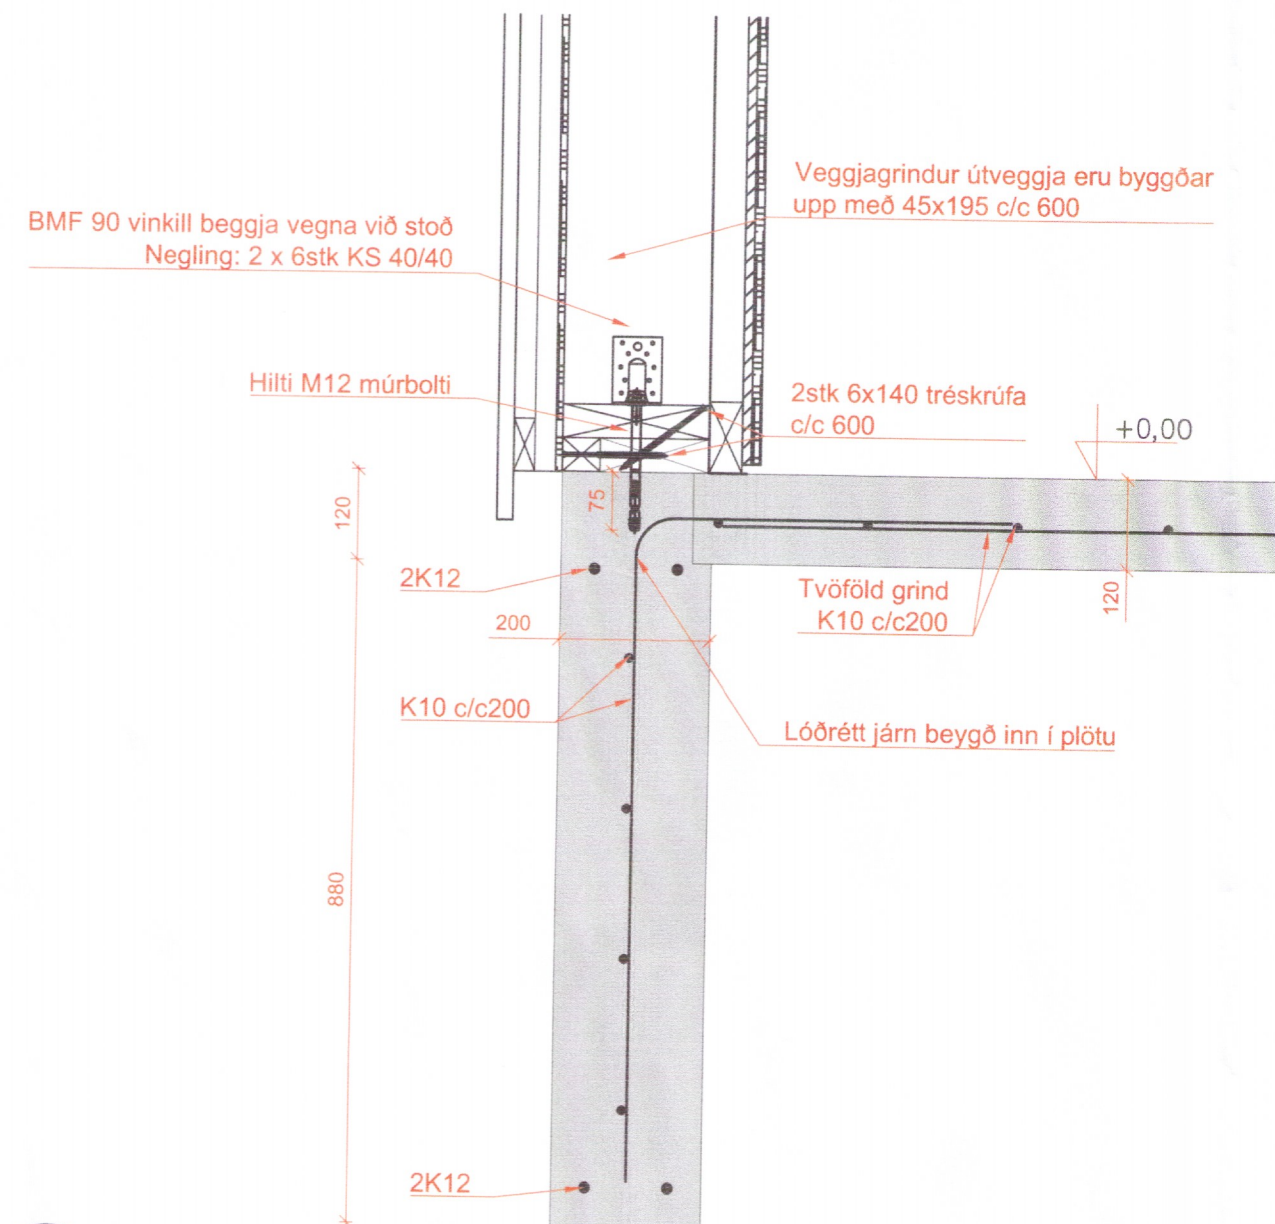 Veggjagrindur útveggja eru byggðar
upp með 45x195 c/c 600
BMF 90 vinkill beggja vegna við stoð
Negling: 2 x 6stk KS 40/40
Hilti M12 múrbolti
2stk 6x140 tréskrúfa
c/c 600
+0,00
120
75
2K12
Tvöföld grind
K10 c/c200
120
200
K10 c/c200
Lóðrétt járn beygð inn í plötu
880
2K12